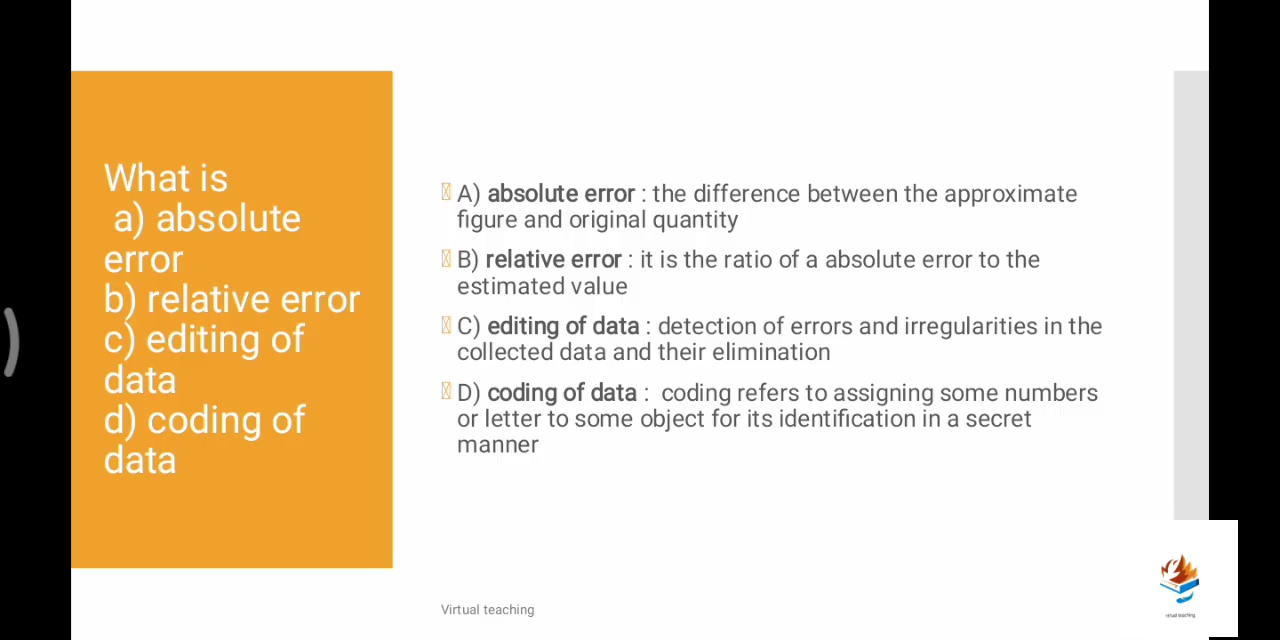 What is
a) absolute
error
b) relative error
c) editing of
data
d) coding of
data
A) absolute error : the difference between the approximate
figure and original quantity
B) relative error : it is the ratio of a absolute error to the
estimated value
C) editing of data : detection of errors and irregularities in the
collected data and their elimination
D) coding of data : coding refers to assigning some numbers
or letter to some object for its identification in a secret
manner
Virtual teaching
virtual teaching